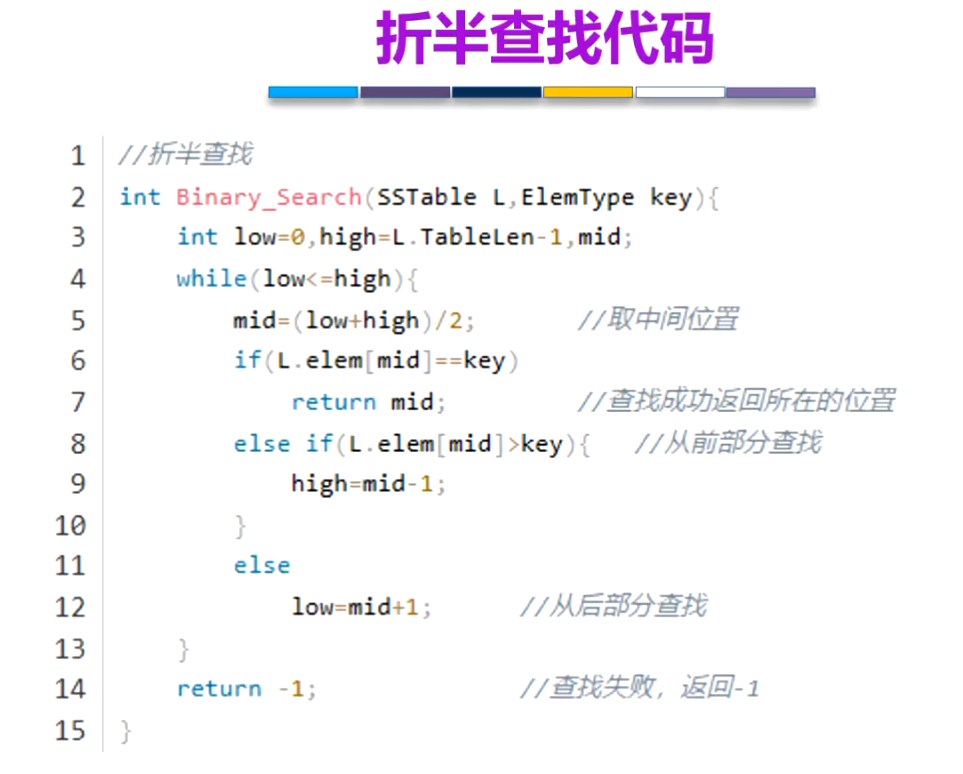 折半查找代码
1 //折半查找
2 int Binary_Search(SSTable L,ElemType key){
3     int low=0,high=L.TableLen-1,mid;
4     while(low<=high){
5         mid=(low+high)/2;       //取中间位置
6         if(L.elem[mid]==key)
7             return mid;         //查找成功返回所在的位置
8         else if(L.elem[mid]>key){   //从前部分查找
9             high=mid-1;
10         }
11         else
12             low=mid+1;      //从后部分查找
13     }
14     return -1;              //查找失败，返回-1
15 }